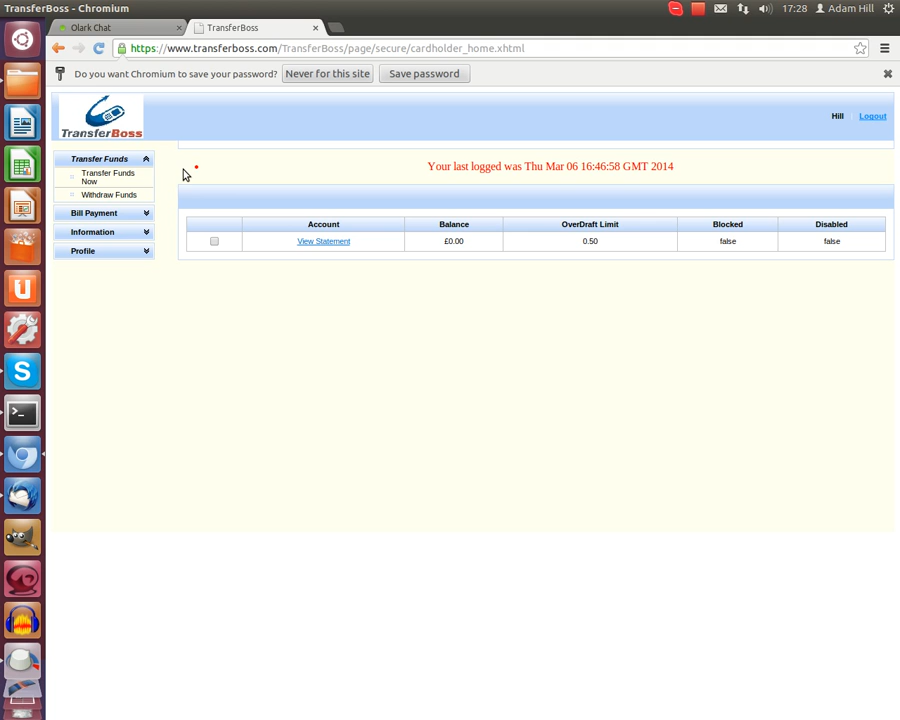 TransferBoss - Chromium
17:28 Adam Hill
Olark Chat × TransferBoss ×
https://www.transferboss.com/TransferBoss/page/secure/cardholder_home.xhtml
Do you want Chromium to save your password? Never for this site Save password
TransferBoss
Hill Logout
Your last logged was Thu Mar 06 16:46:58 GMT 2014
Transfer Funds
Transfer Funds
Now
Withdraw Funds
Bill Payment
Information
Profile
Account Balance OverDraft Limit Blocked Disabled
View Statement £0.00 0.50 false false